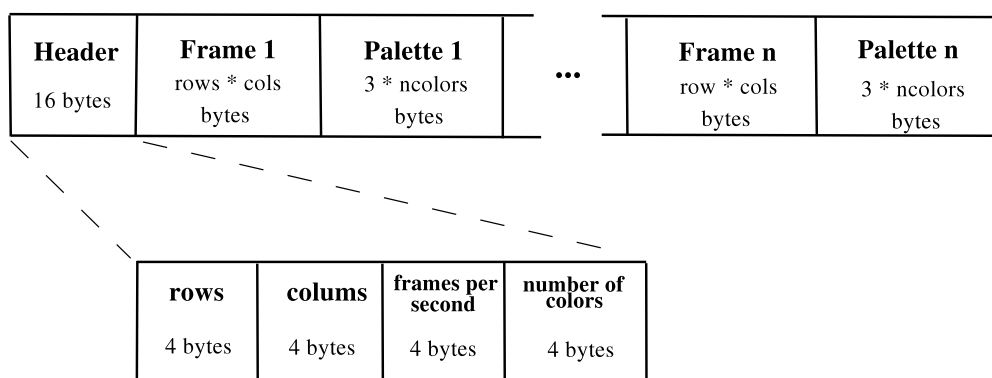 Header
16 bytes
Frame 1
rows * cols
bytes
Palette 1
3 * ncolors
bytes
...
Frame n
row * cols
bytes
Palette n
3 * ncolors
bytes
rows
4 bytes
colums
4 bytes
frames per
second
4 bytes
number of
colors
4 bytes